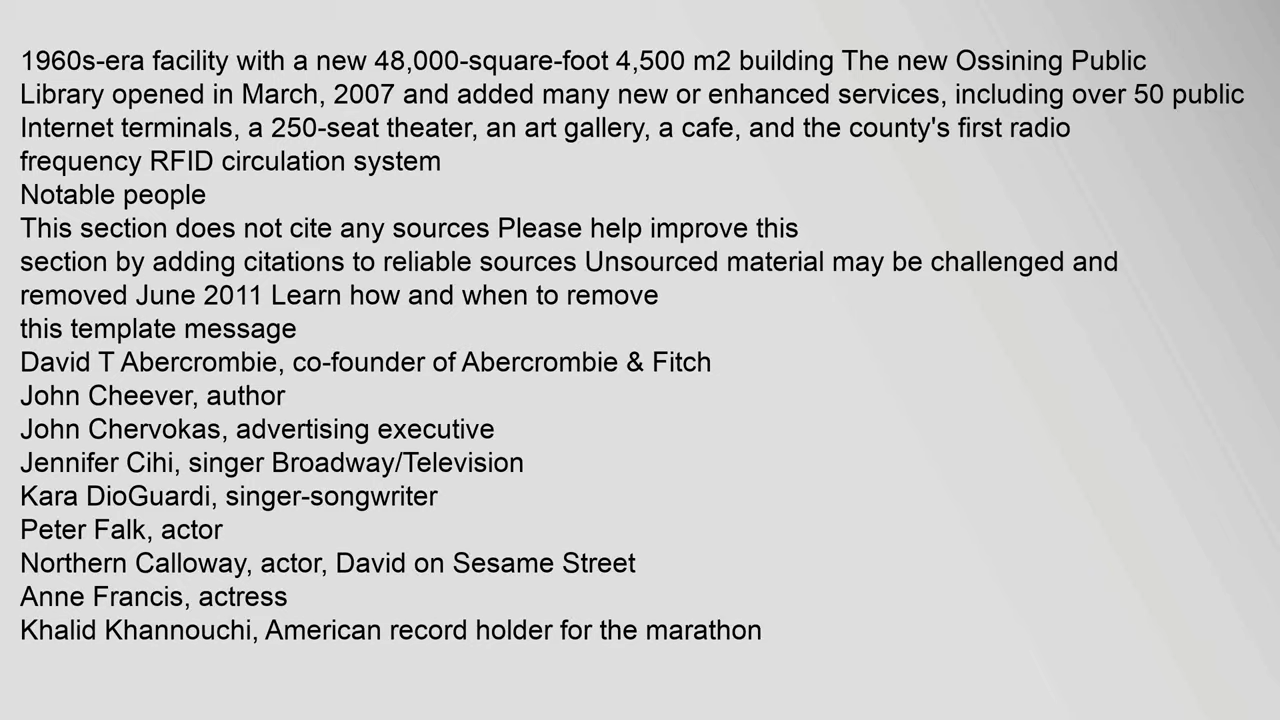 1960s-era facility with a new 48,000-square-foot 4,500 m2 building The new Ossining Public
Library opened in March, 2007 and added many new or enhanced services, including over 50 public
Internet terminals, a 250-seat theater, an art gallery, a cafe, and the county's first radio
frequency RFID circulation system
Notable people
This section does not cite any sources Please help improve this
section by adding citations to reliable sources Unsourced material may be challenged and
removed June 2011 Learn how and when to remove
this template message
David T Abercrombie, co-founder of Abercrombie & Fitch
John Cheever, author
John Chervokas, advertising executive
Jennifer Cihi, singer Broadway/Television
Kara DioGuardi, singer-songwriter
Peter Falk, actor
Northern Calloway, actor, David on Sesame Street
Anne Francis, actress
Khalid Khannouchi, American record holder for the marathon